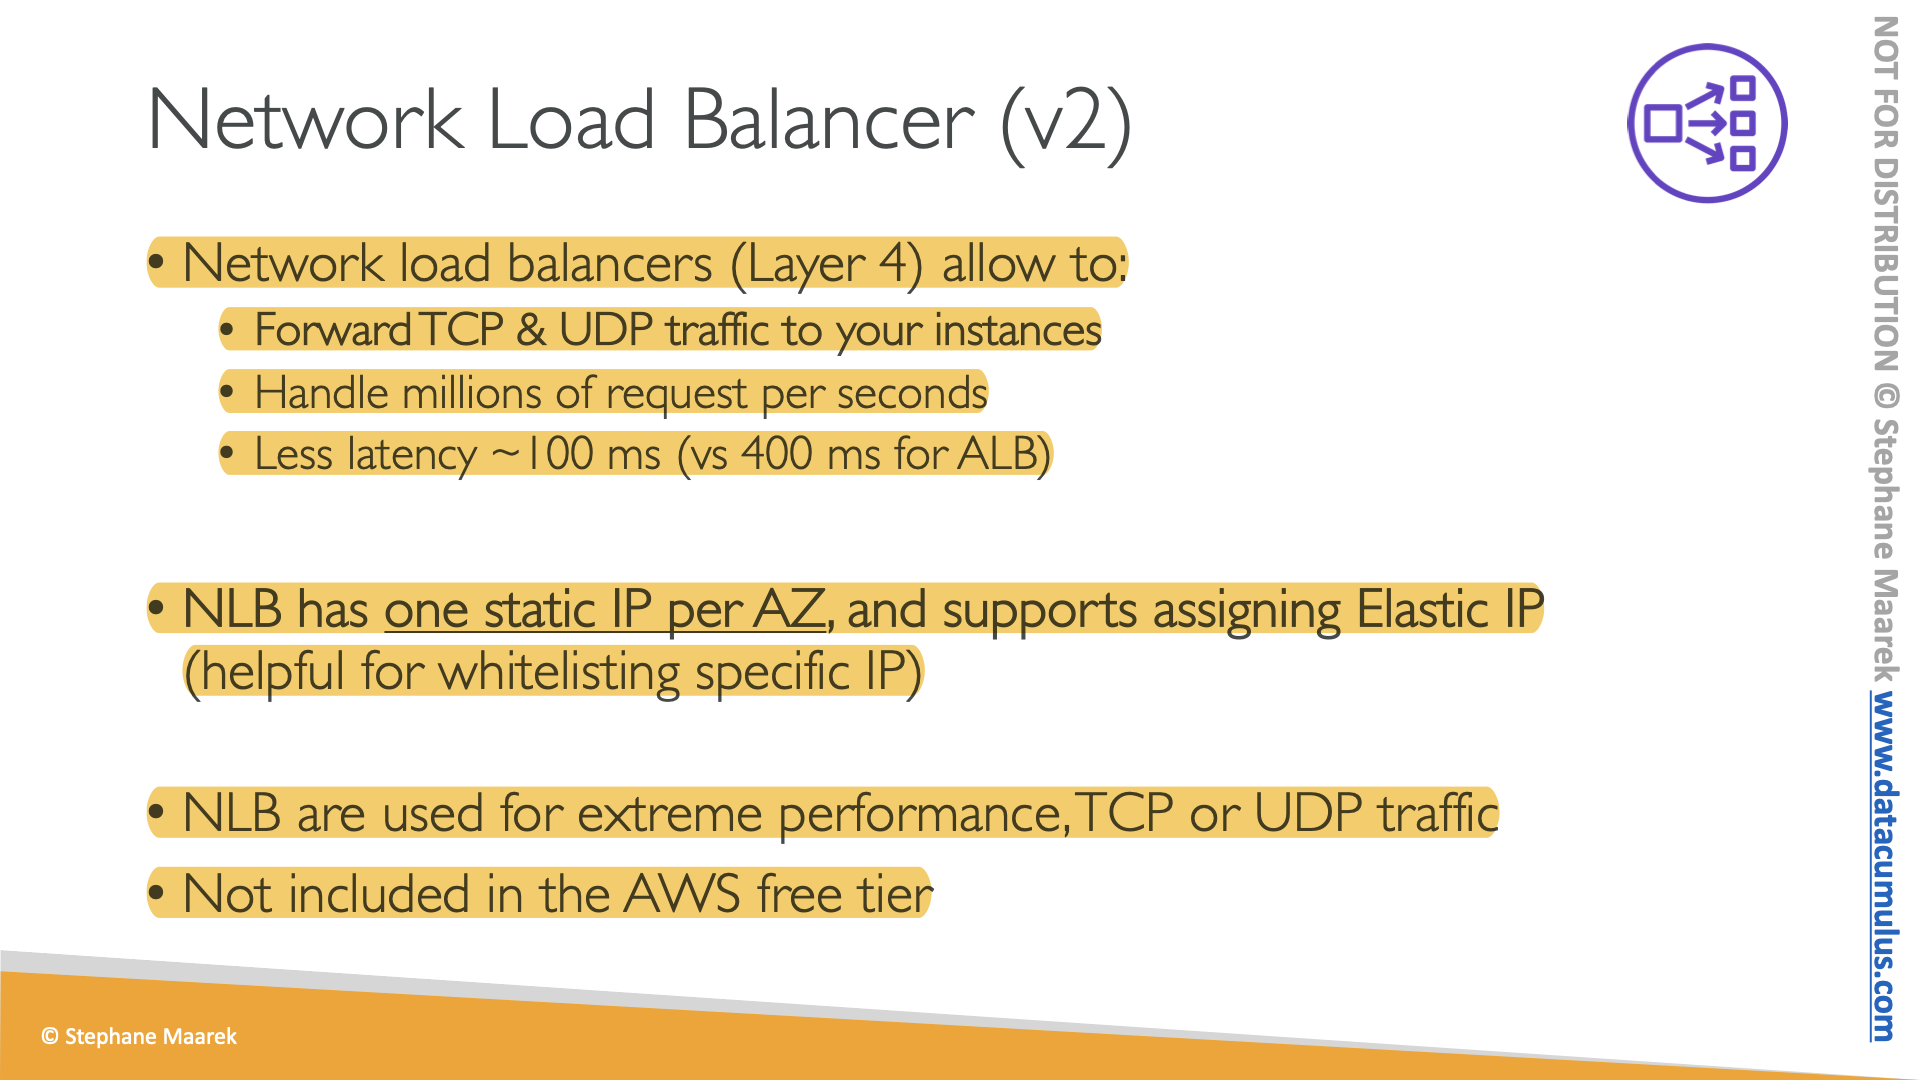 Network Load Balancer (v2)
• Network load balancers (Layer 4) allow to:
• Forward TCP & UDP traffic to your instances
• Handle millions of request per seconds
• Less latency ~100 ms (vs 400 ms for ALB)
• NLB has one static IP per AZ, and supports assigning Elastic IP
(helpful for whitelisting specific IP)
• NLB are used for extreme performance, TCP or UDP traffic
• Not included in the AWS free tier
© Stephane Maarek
NOT FOR DISTRIBUTION © Stephane Maarek www.datacumulus.com